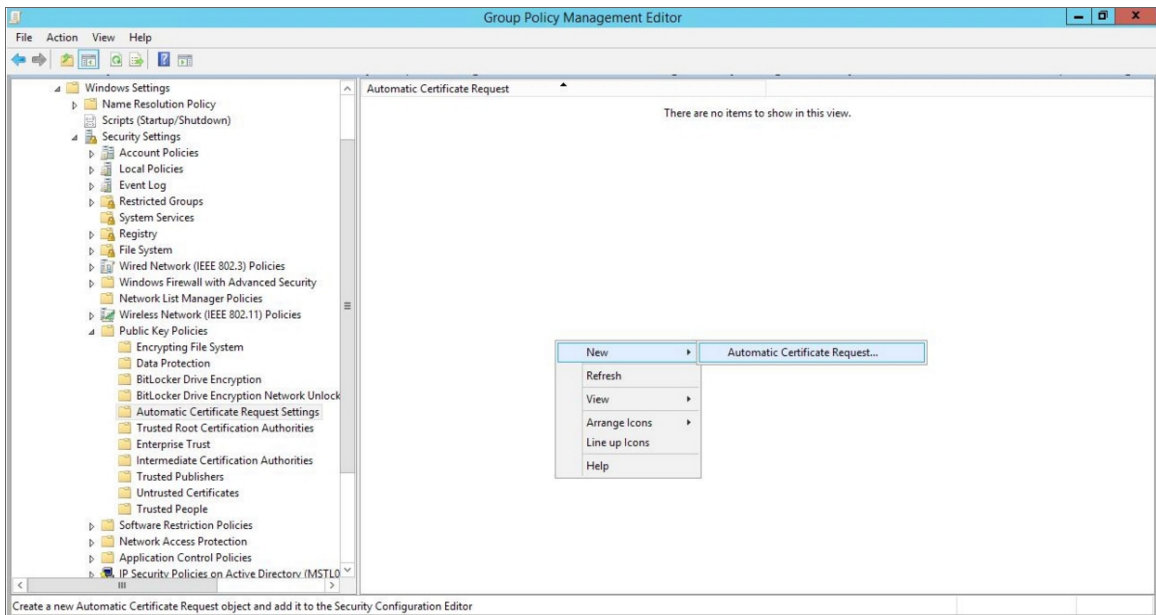 Group Policy Management Editor
File Action View Help
Windows Settings
Name Resolution Policy
Scripts (Startup/Shutdown)
Security Settings
Account Policies
Local Policies
Event Log
Restricted Groups
System Services
Registry
File System
Wired Network (IEEE 802.3) Policies
Windows Firewall with Advanced Security
Network List Manager Policies
Wireless Network (IEEE 802.11) Policies
Public Key Policies
Encrypting File System
Data Protection
BitLocker Drive Encryption
BitLocker Drive Encryption Network Unlock
Automatic Certificate Request Settings
Trusted Root Certification Authorities
Enterprise Trust
Intermediate Certification Authorities
Trusted Publishers
Untrusted Certificates
Trusted People
Software Restriction Policies
Network Access Protection
Application Control Policies
IP Security Policies on Active Directory (MSTL0
Automatic Certificate Request
There are no items to show in this view.
New
Automatic Certificate Request...
Refresh
View
Arrange Icons
Line up Icons
Help
Create a new Automatic Certificate Request object and add it to the Security Configuration Editor